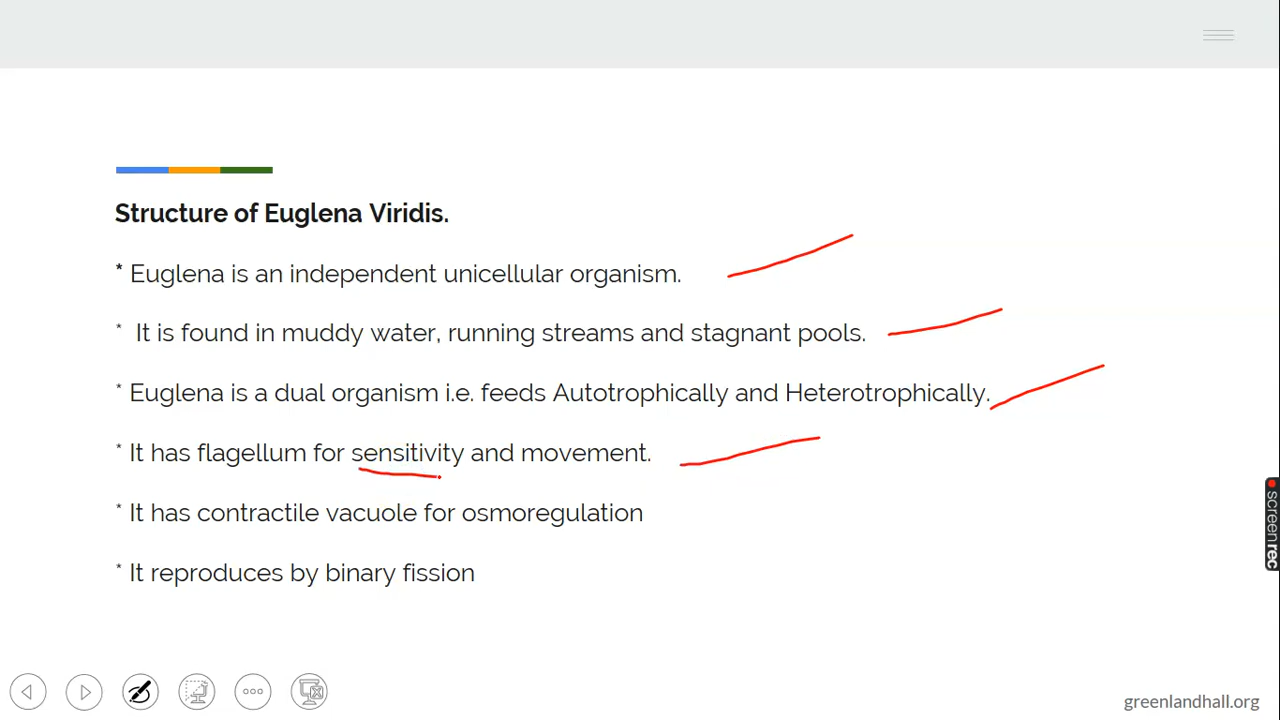 Structure of Euglena Viridis.
* Euglena is an independent unicellular organism.
* It is found in muddy water, running streams and stagnant pools.
* Euglena is a dual organism i.e. feeds Autotrophically and Heterotrophically.
* It has flagellum for sensitivity and movement.
* It has contractile vacuole for osmoregulation
* It reproduces by binary fission
screenrec
greenlandhall.org